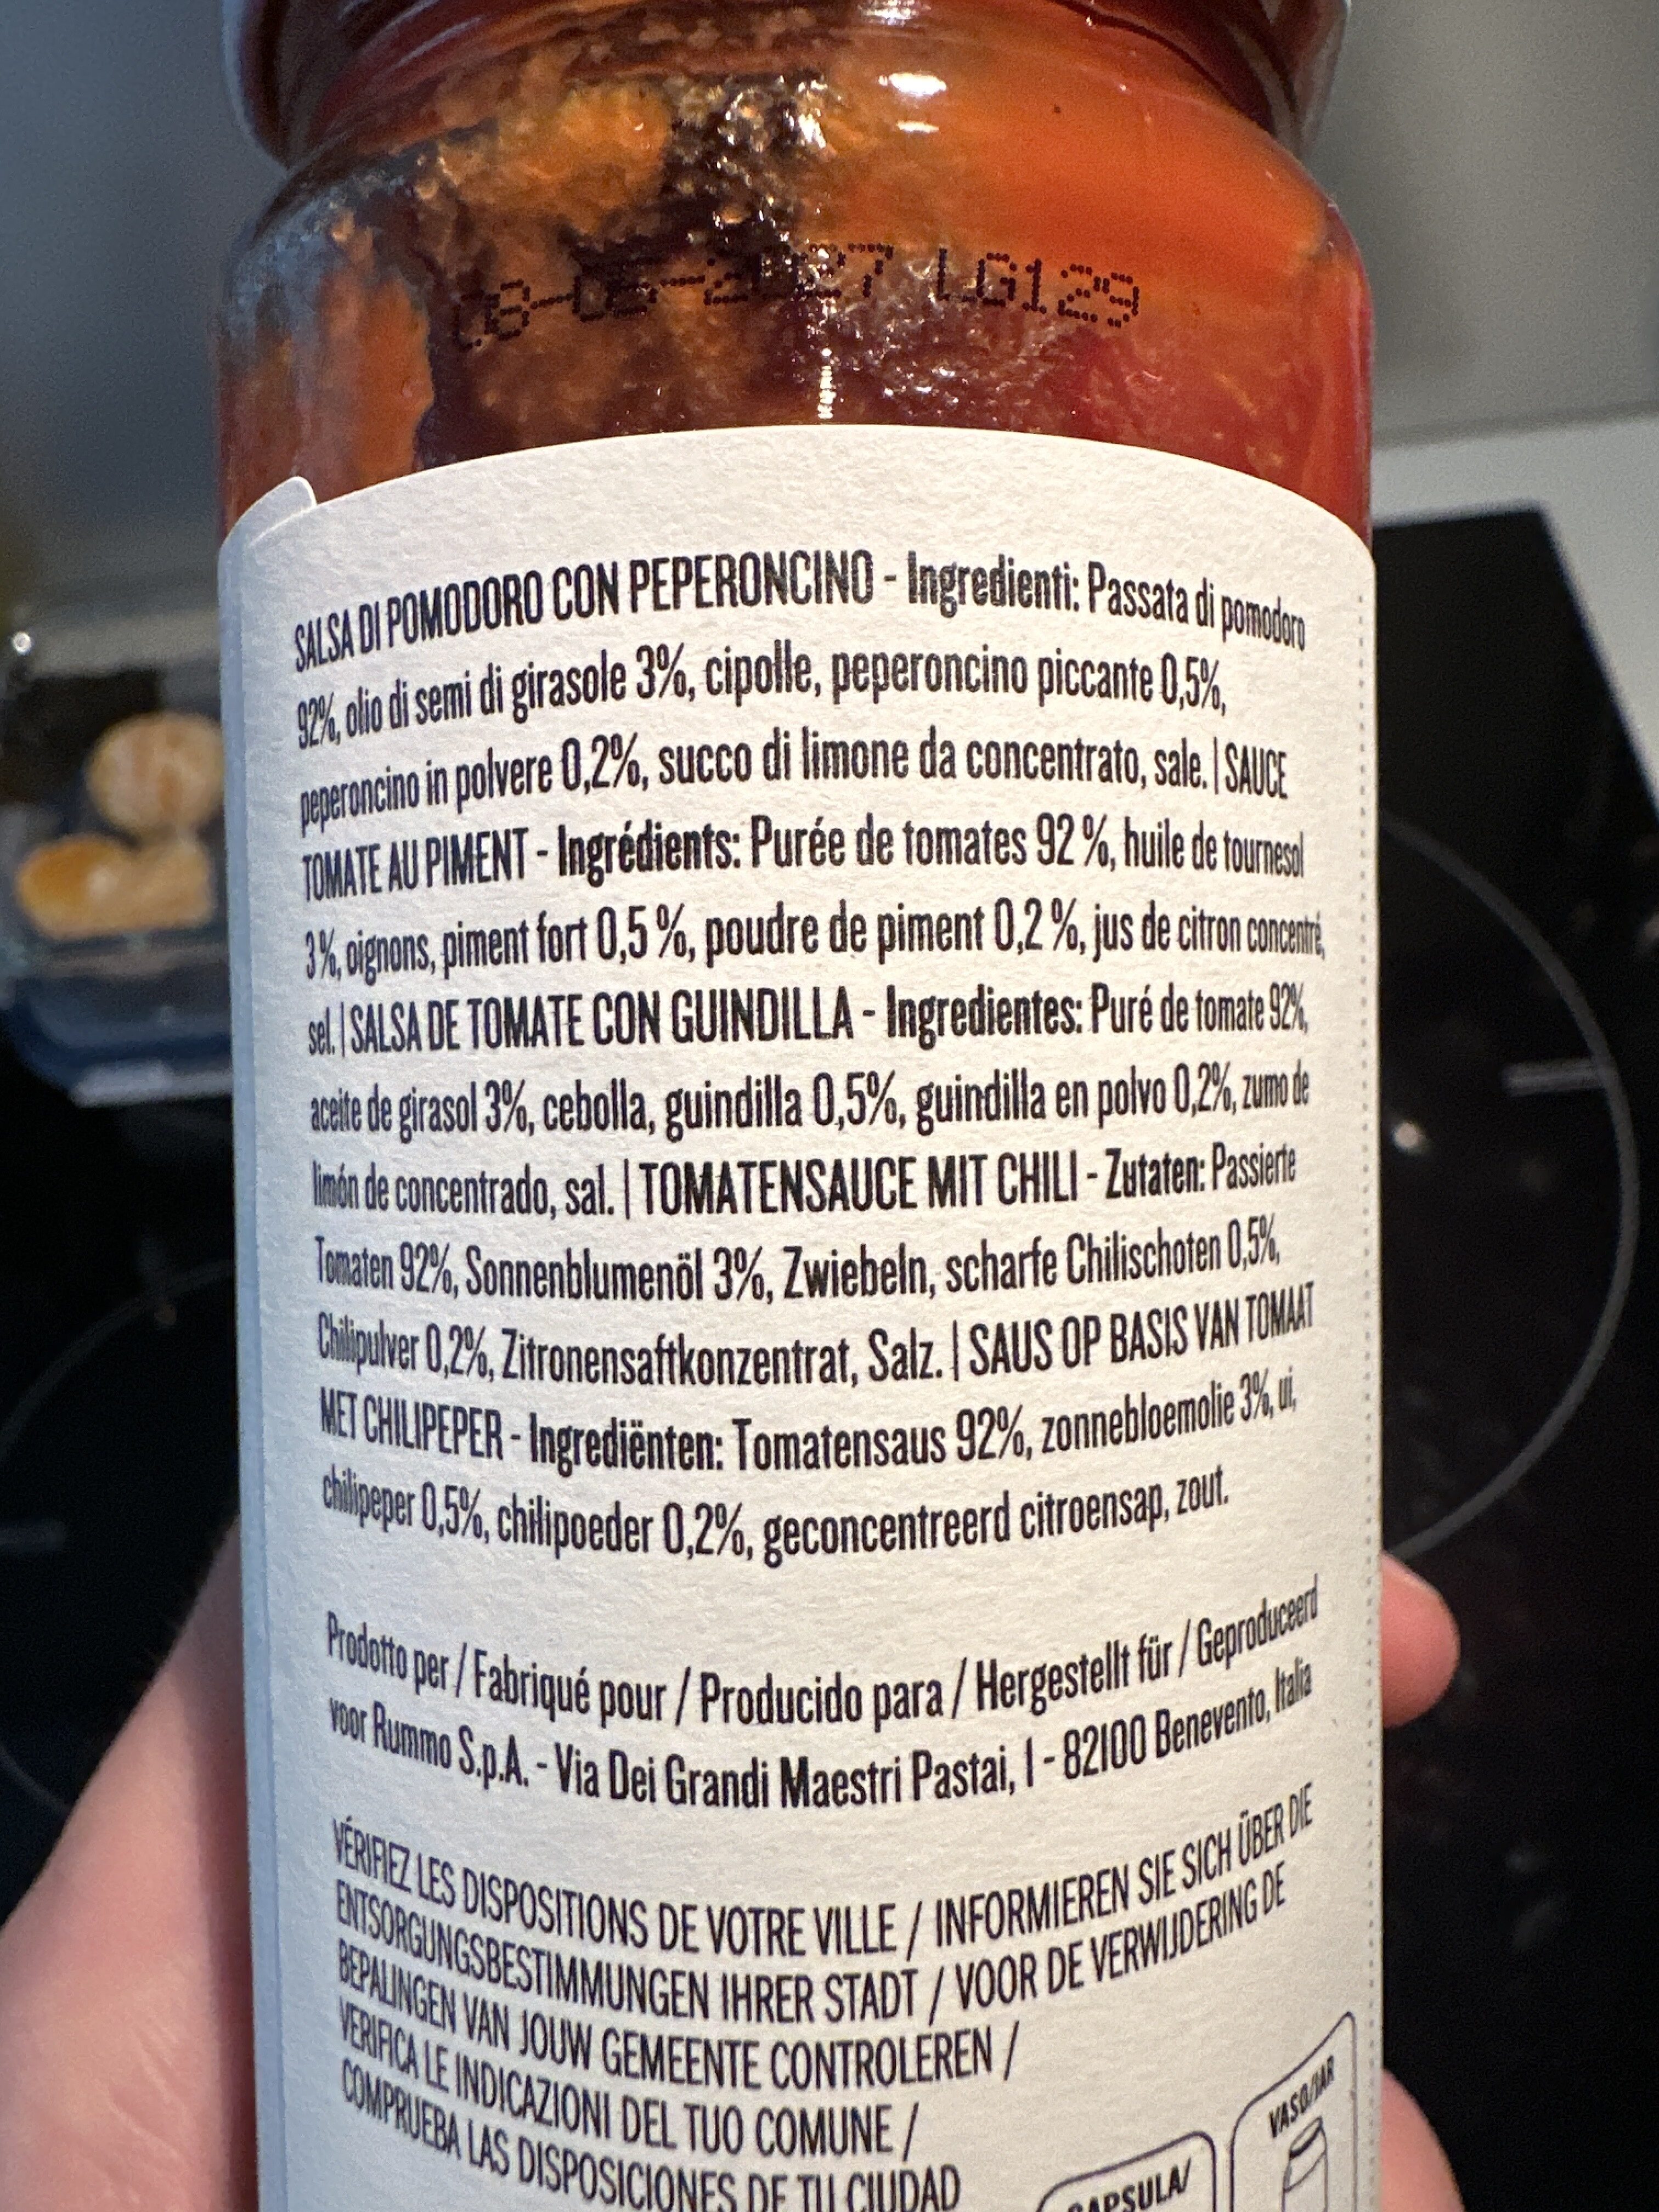 08-05-2027 LG129
SALSA DI POMODORO CON PEPERONCINO - Ingredienti: Passata di pomodoro
92%, olio di semi di girasole 3%, cipolle, peperoncino piccante 0,5%,
peperoncino in polvere 0,2%, succo di limone da concentrato, sale. | SAUCE
TOMATE AU PIMENT - Ingrédients: Purée de tomates 92 %, huile de tournesol
3 %, oignons, piment fort 0,5 %, poudre de piment 0,2 %, jus de citron concentré,
sel. | SALSA DE TOMATE CON GUINDILLA - Ingredientes: Puré de tomate 92%,
aceite de girasol 3%, cebolla, guindilla 0,5%, guindilla en polvo 0,2%, zumo de
limón de concentrado, sal. | TOMATENSAUCE MIT CHILI - Zutaten: Passierte
Tomaten 92%, Sonnenblumenöl 3%, Zwiebeln, scharfe Chilischoten 0,5%,
Chilipulver 0,2%, Zitronensaftkonzentrat, Salz. | SAUS OP BASIS VAN TOMAAT
MET CHILIPEPER - Ingrediënten: Tomatensaus 92%, zonnebloemolie 3%, ui,
chilipeper 0,5%, chilipoeder 0,2%, geconcentreerd citroensap, zout.
Prodotto per / Fabriqué pour / Producido para / Hergestellt für / Geproduceerd
voor Rummo S.p.A. - Via Dei Grandi Maestri Pastai, 1 - 82100 Benevento, Italia
VÉRIFIEZ LES DISPOSITIONS DE VOTRE VILLE / INFORMIEREN SIE SICH ÜBER DIE
ENTSORGUNGSBESTIMMUNGEN IHRER STADT / VOOR DE VERWIJDERING DE
BEPALINGEN VAN JOUW GEMEENTE CONTROLEREN /
VERIFICA LE INDICAZIONI DEL TUO COMUNE /
COMPRUEBA LAS DISPOSICIONES DE TU CIUDAD
CAPSULA/
VASO/JAR